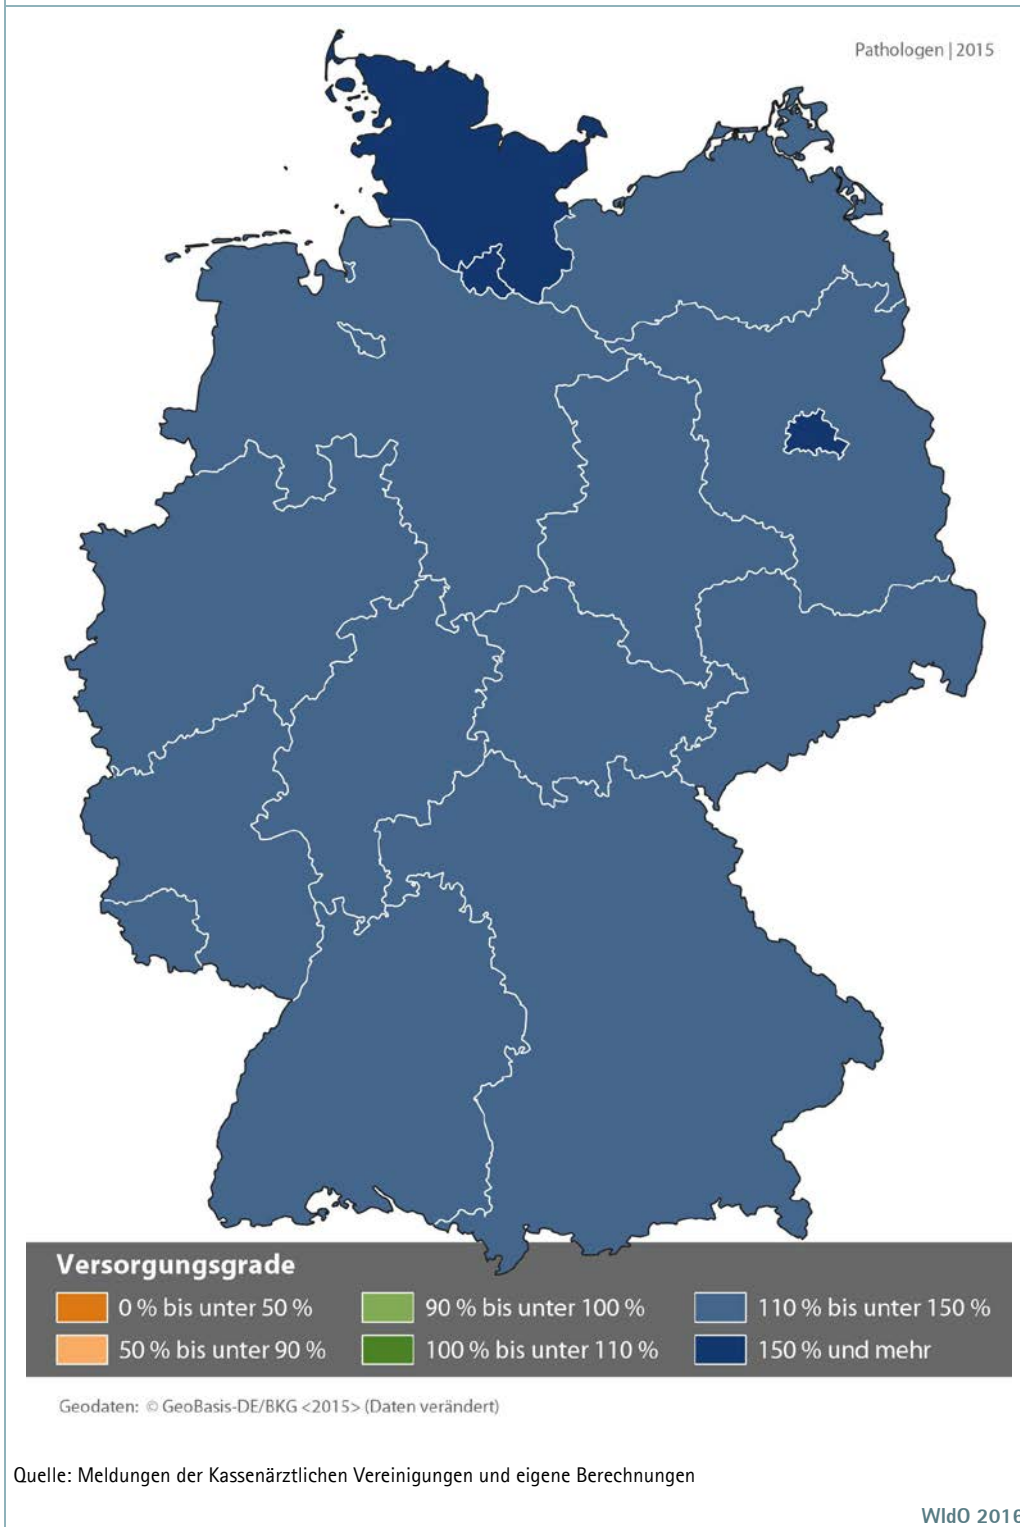 Pathologen | 2015
Versorgungsgrade
0 % bis unter 50 %
50 % bis unter 90 %
90 % bis unter 100 %
100 % bis unter 110 %
110 % bis unter 150 %
150 % und mehr
Geodaten: © GeoBasis-DE/BKG <2015> (Daten verändert)
Quelle: Meldungen der Kassenärztlichen Vereinigungen und eigene Berechnungen
WIdO 2016